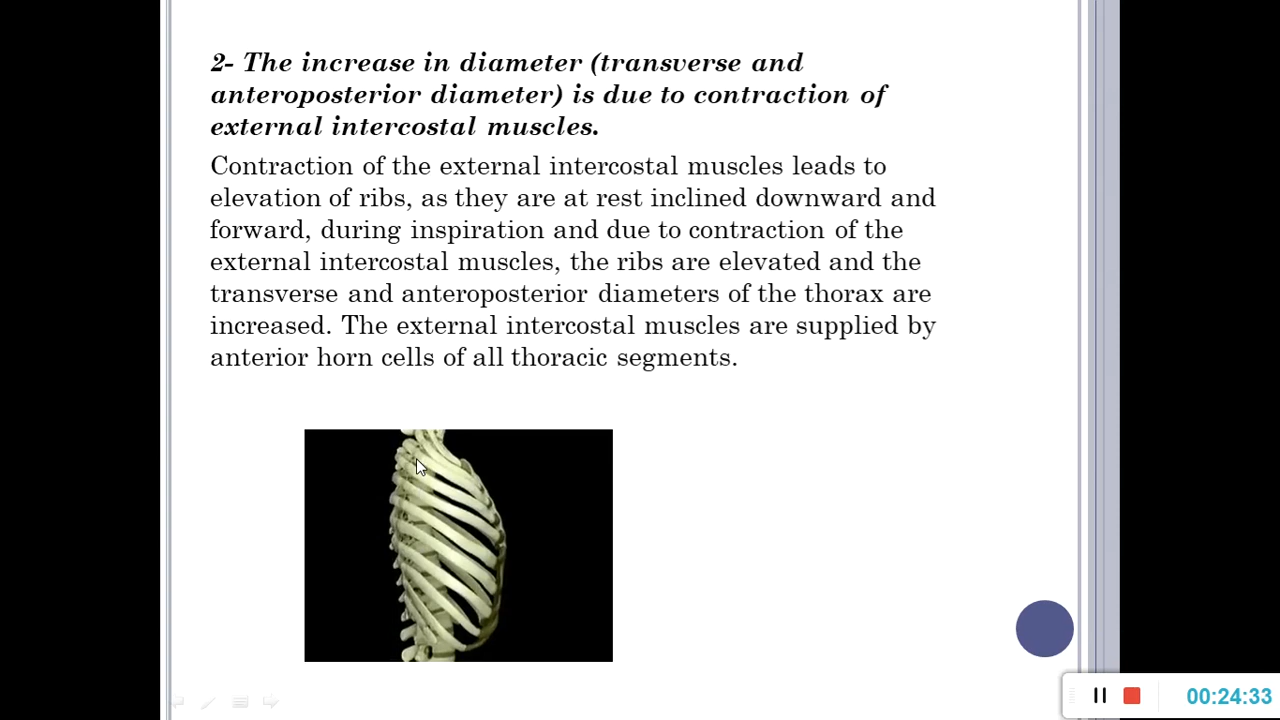 2- The increase in diameter (transverse and
anteroposterior diameter) is due to contraction of
external intercostal muscles.
Contraction of the external intercostal muscles leads to
elevation of ribs, as they are at rest inclined downward and
forward, during inspiration and due to contraction of the
external intercostal muscles, the ribs are elevated and the
transverse and anteroposterior diameters of the thorax are
increased. The external intercostal muscles are supplied by
anterior horn cells of all thoracic segments.
00:24:33